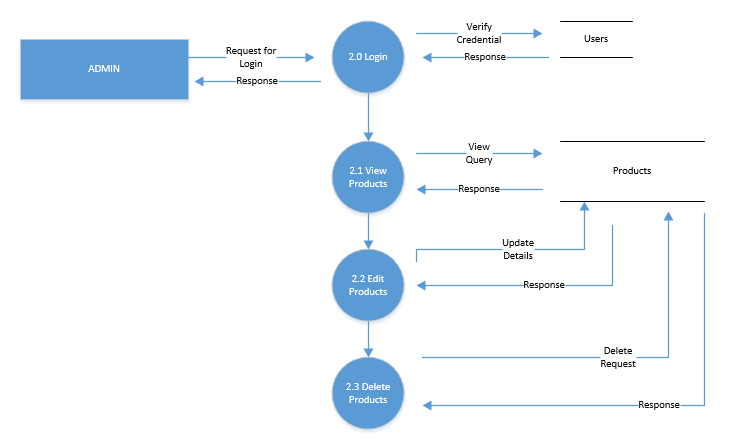 ADMIN
Request for
Login
Response
2.0 Login
Verify
Credential
Response
Users
2.1 View
Products
View
Query
Response
Products
2.2 Edit
Products
Update
Details
Response
2.3 Delete
Products
Delete
Request
Response